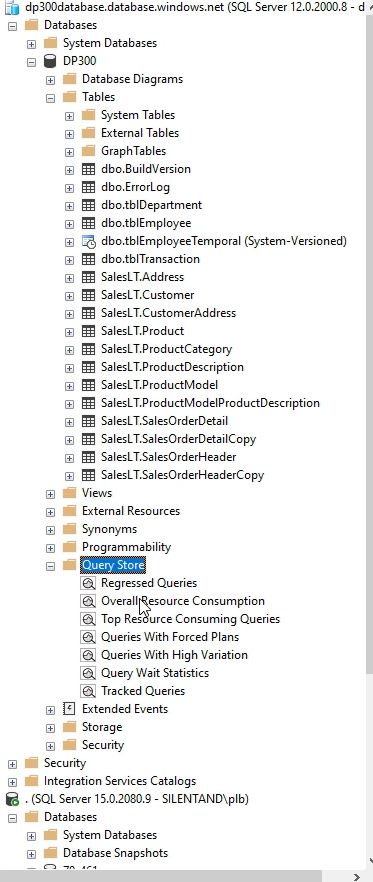 dp300database.database.windows.net (SQL Server 12.0.2000.8 - d
Databases
System Databases
DP300
Database Diagrams
Tables
System Tables
External Tables
GraphTables
dbo.BuildVersion
dbo.ErrorLog
dbo.tblDepartment
dbo.tblEmployee
dbo.tblEmployeeTemporal (System-Versioned)
dbo.tblTransaction
SalesLT.Address
SalesLT.Customer
SalesLT.CustomerAddress
SalesLT.Product
SalesLT.ProductCategory
SalesLT.ProductDescription
SalesLT.ProductModel
SalesLT.ProductModelProductDescription
SalesLT.SalesOrderDetail
SalesLT.SalesOrderDetailCopy
SalesLT.SalesOrderHeader
SalesLT.SalesOrderHeaderCopy
Views
External Resources
Synonyms
Programmability
Query Store
Regressed Queries
Overall Resource Consumption
Top Resource Consuming Queries
Queries With Forced Plans
Queries With High Variation
Query Wait Statistics
Tracked Queries
Extended Events
Storage
Security
Security
Integration Services Catalogs
. (SQL Server 15.0.2080.9 - SILENTAND\plb)
Databases
System Databases
Database Snapshots